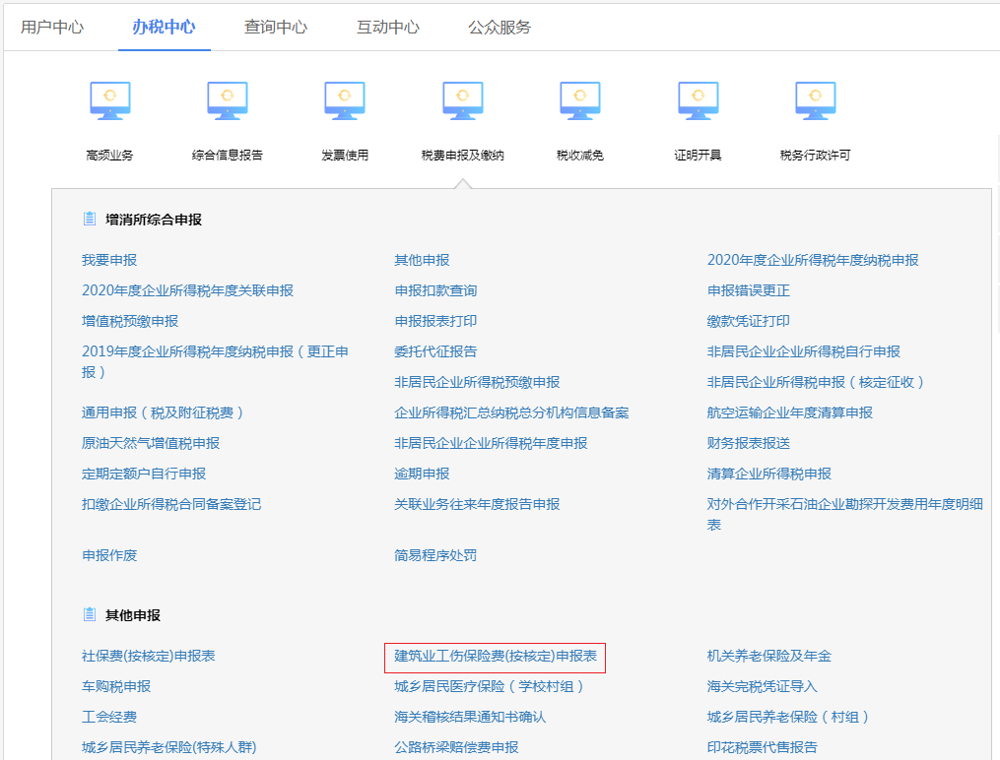 用户中心 办税中心 查询中心 互动中心 公众服务
高频业务 综合信息报告 发票使用 税费申报及缴纳 税收减免 证明开具 税务行政许可
增消所综合申报
我要申报 其他申报 2020年度企业所得税年度纳税申报
2020年度企业所得税年度关联申报 申报扣款查询 申报错误更正
增值税预缴申报 申报报表打印 缴款凭证打印
2019年度企业所得税年度纳税申报（更正申 委托代征报告 非居民企业企业所得税自行申报
报）
非居民企业所得税预缴申报 非居民企业所得税申报（核定征收）
通用申报（税及附征税费） 企业所得税汇总纳税总分机构信息备案 航空运输企业年度清算申报
原油天然气增值税申报 非居民企业企业所得税年度申报 财务报表报送
定期定额户自行申报 逾期申报 清算企业所得税申报
扣缴企业所得税合同备案登记 关联业务往来年度报告申报 对外合作开采石油企业勘探开发费用年度明细
表
申报作废 简易程序处罚
其他申报
社保费(按核定)申报表 建筑业工伤保险费(按核定)申报表 机关养老保险及年金
车购税申报 城乡居民医疗保险（学校村组） 海关完税凭证导入
工会经费 海关稽核结果通知书确认 城乡居民养老保险（村组）
城乡居民养老保险(特殊人群) 公路桥梁赔偿费申报 印花税票代售报告